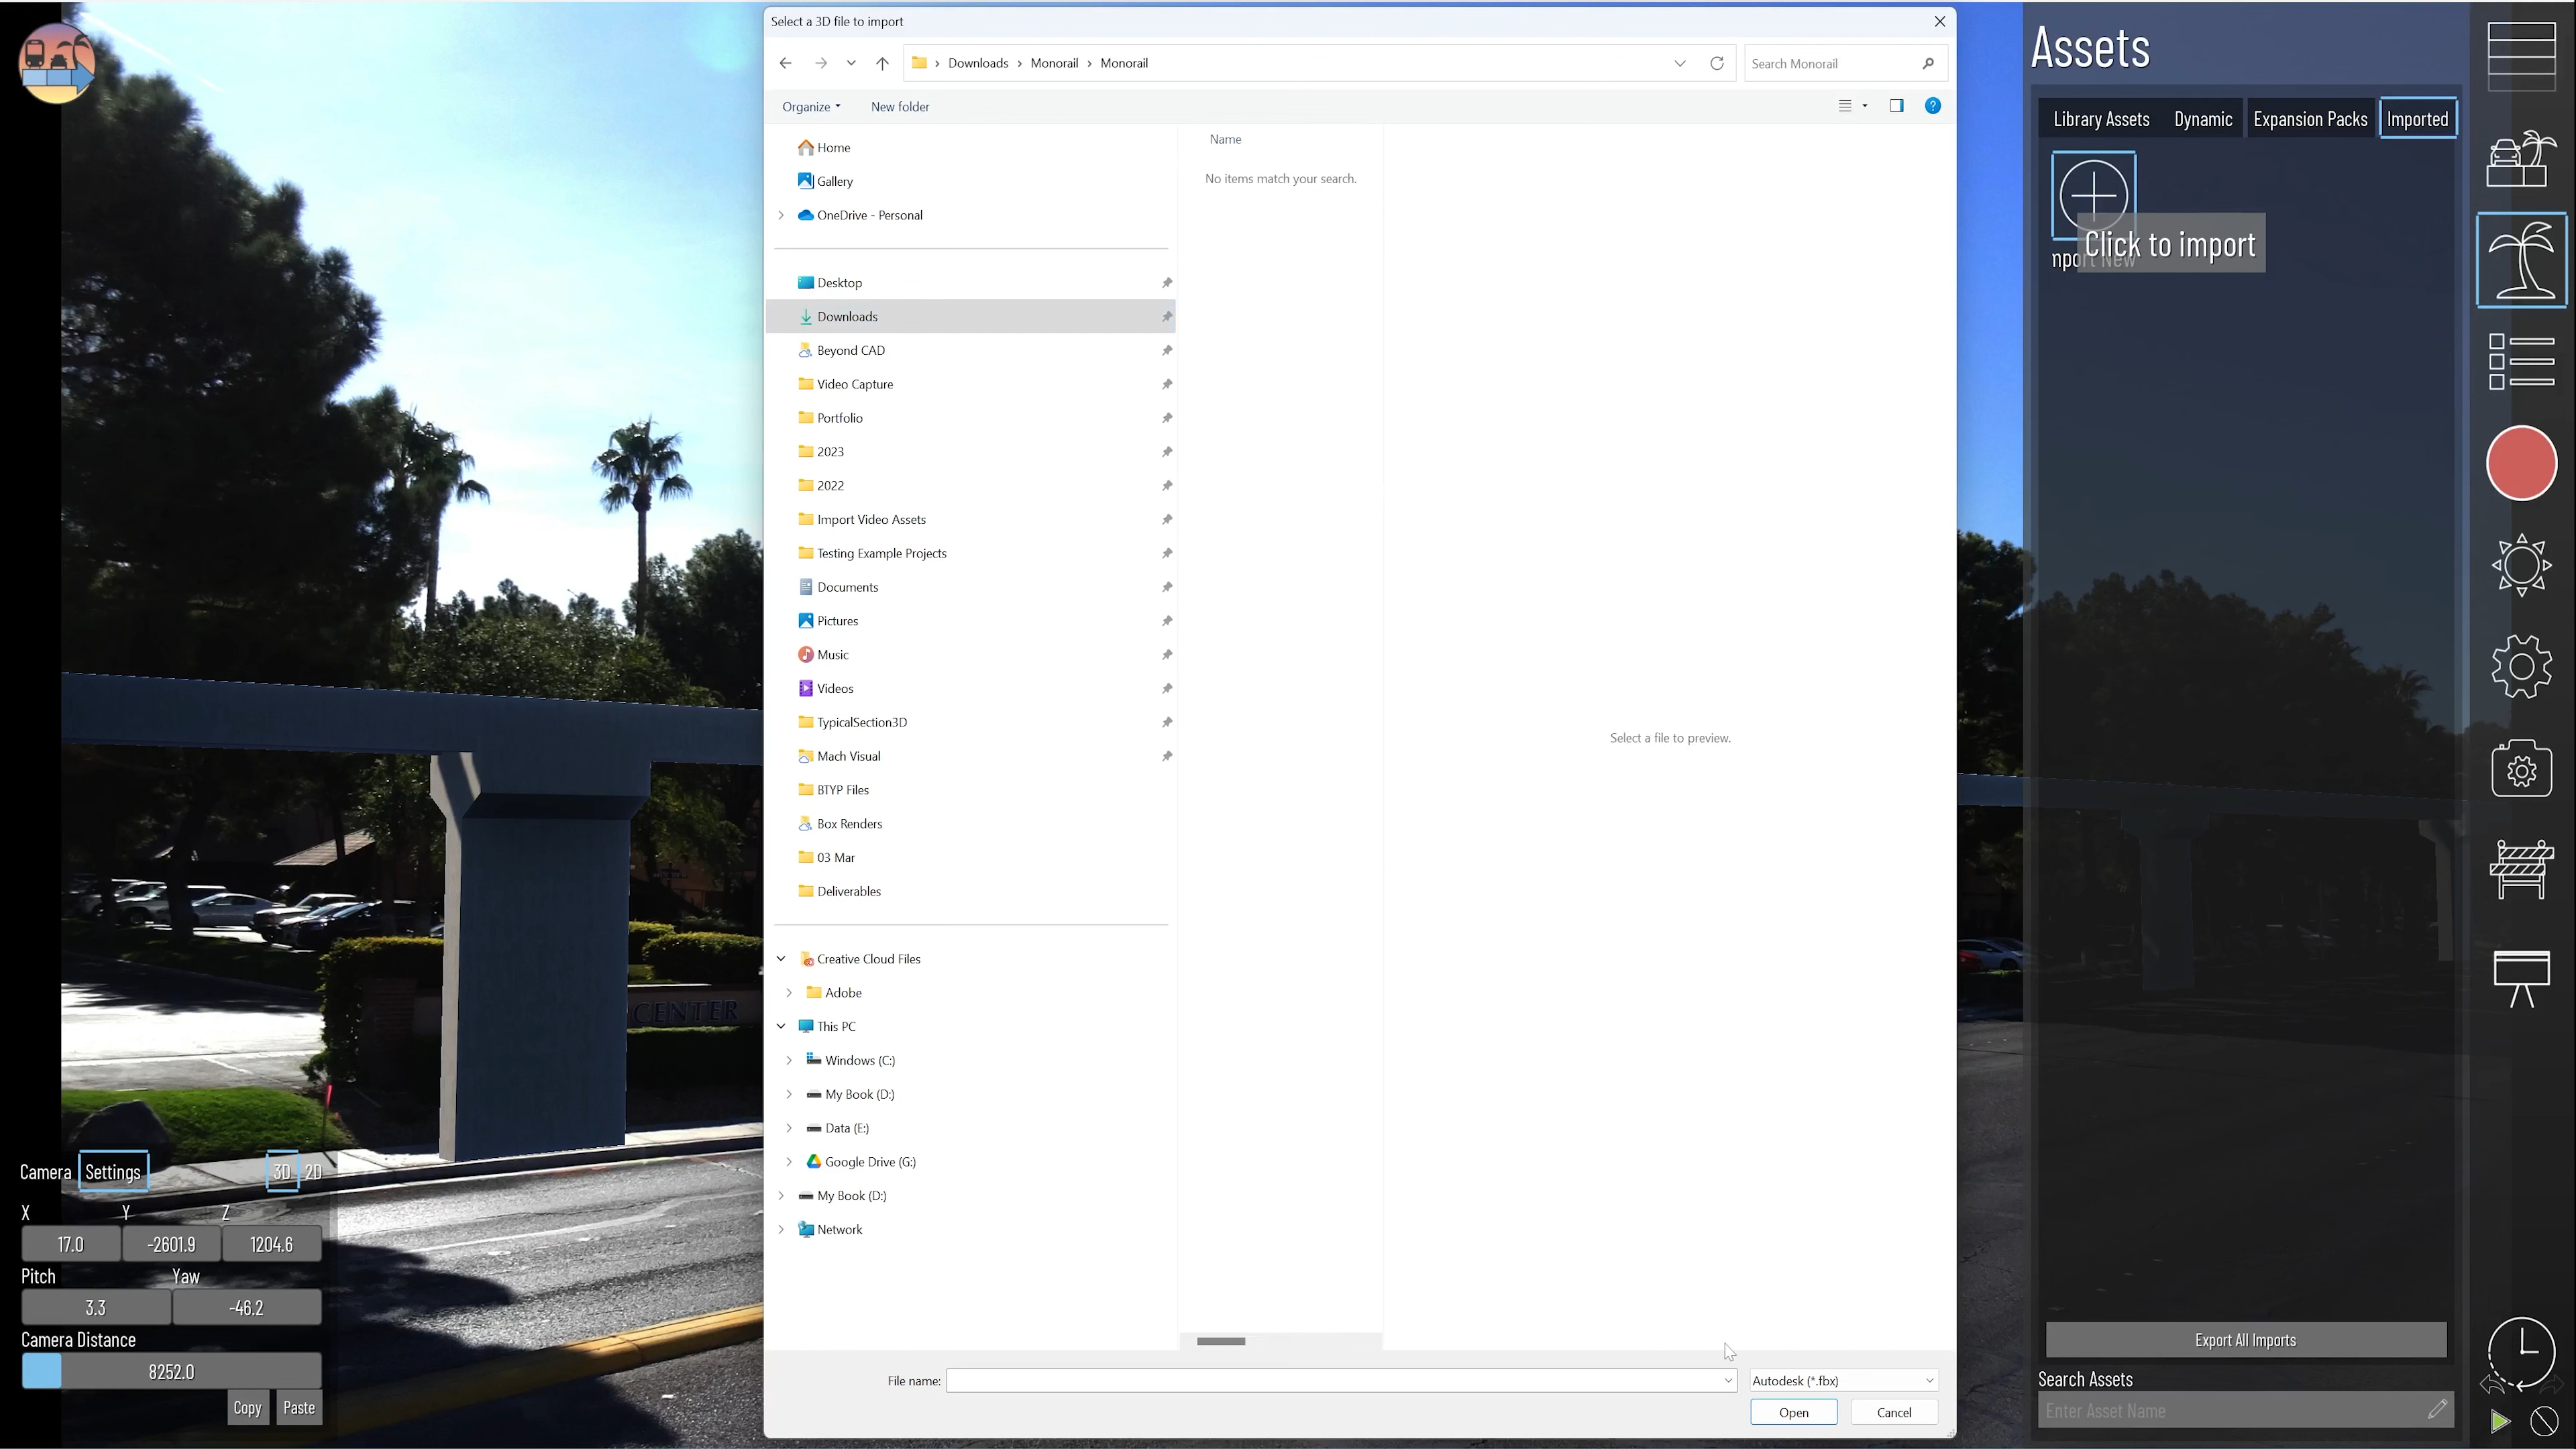 Select a 3D file to import
Downloads › Monorail › Monorail
Search Monorail
Organize
New folder
Home
Gallery
OneDrive - Personal
Desktop
Downloads
Beyond CAD
Video Capture
Portfolio
2023
2022
Import Video Assets
Testing Example Projects
Documents
Pictures
Music
Videos
TypicalSection3D
Mach Visual
BTYP Files
Box Renders
03 Mar
Deliverables
Creative Cloud Files
Adobe
This PC
Windows (C:)
My Book (D:)
Data (E:)
Google Drive (G:)
My Book (D:)
Network
Name
No items match your search.
Select a file to preview.
File name:
Autodesk (*.fbx)
Open
Cancel
Assets
Library Assets
Dynamic
Expansion Packs
Imported
Click to import
Export All Imports
Search Assets
Enter Asset Name
CENTER
Camera
Settings
3D
2D
X
Y
Z
17.0
-2601.9
1204.6
Pitch
Yaw
3.3
-46.2
Camera Distance
8252.0
Copy
Paste